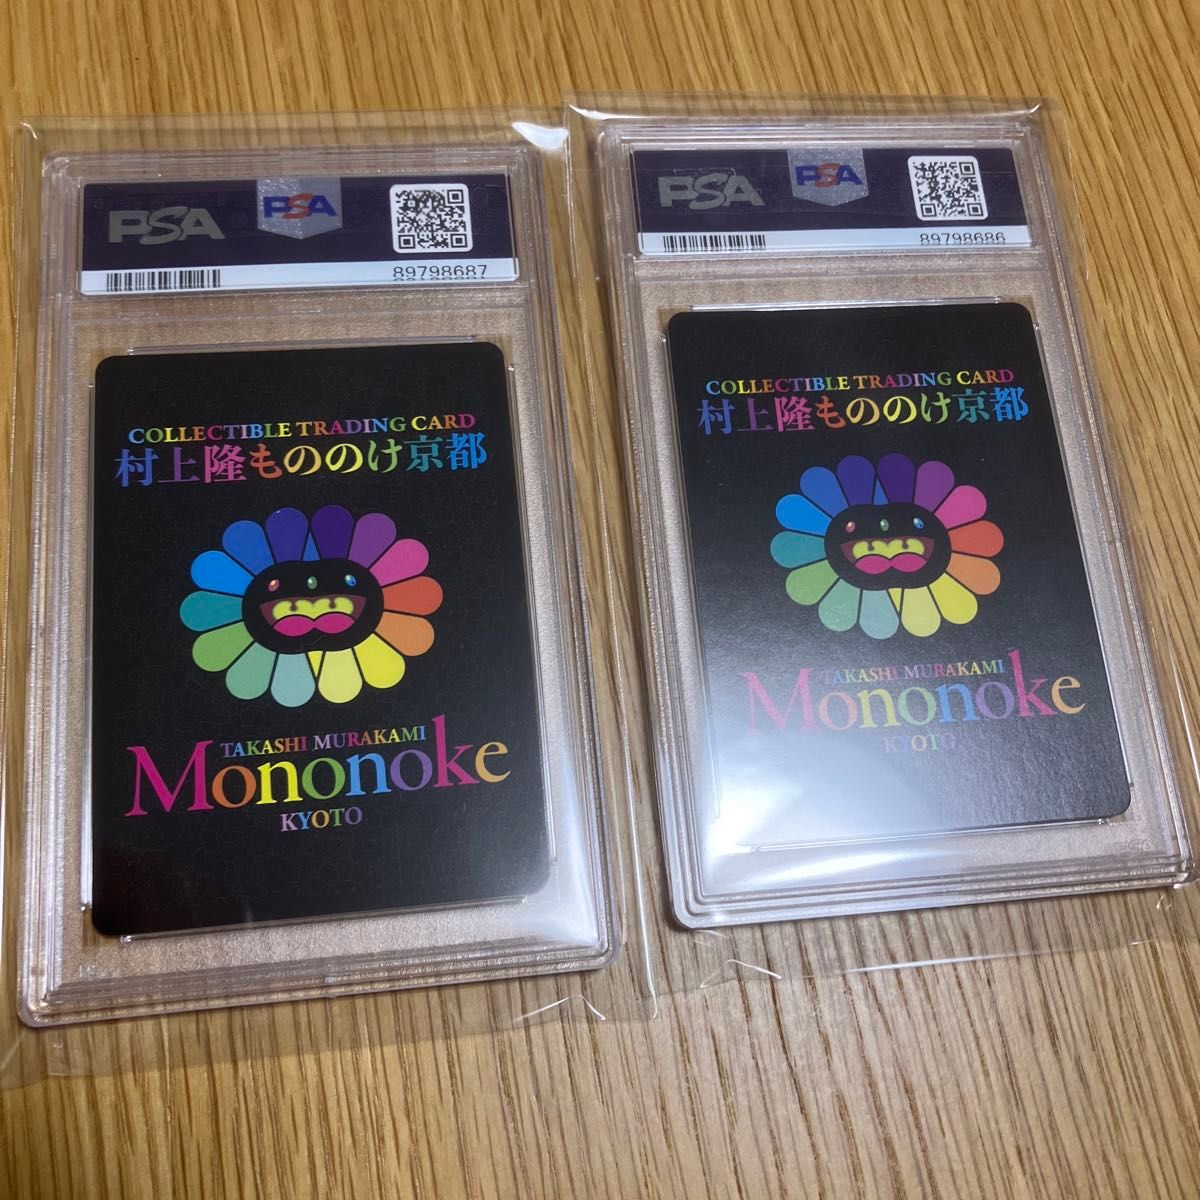 PSA
PSA
89798687
COLLECTIBLE TRADING CARD
村上隆もののけ京都
TAKASHI MURAKAMI
Mononoke
KYOTO
PSA
PSA
89798686
COLLECTIBLE TRADING CARD
村上隆もののけ京都
TAKASHI MURAKAMI
Mononoke
KYOTO